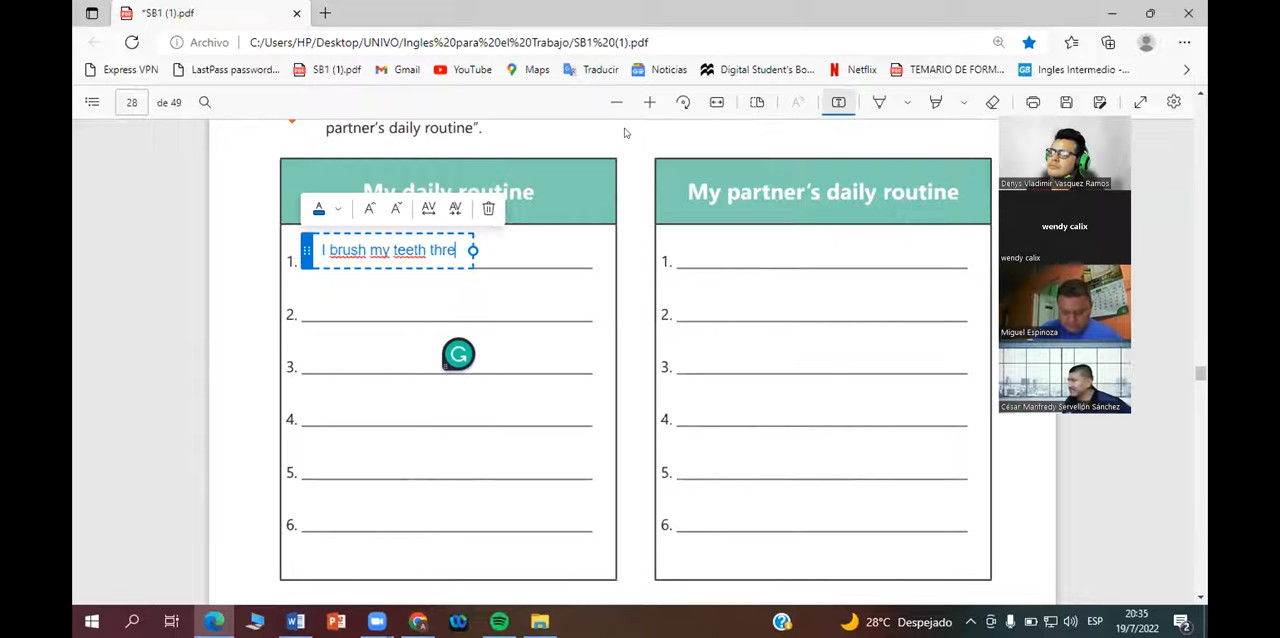 *SB1 (1).pdf
Archivo
C:/Users/HP/Desktop/UNIVO/Ingles%20para%20el%20Trabajo/SB1%20(1).pdf
Express VPN
LastPass password...
SB1 (1).pdf
Gmail
YouTube
Maps
Traducir
Noticias
Digital Student's Bo...
Netflix
TEMARIO DE FORM...
Ingles Intermedio –...
28
de 49
partner's daily routine".
My daily routine
My partner's daily routine
I brush my teeth thre
1.
2.
3.
4.
5.
6.
1.
2.
3.
4.
5.
6.
Denys Vladimir Vasquez Ramos
wendy calix
wendy calix
Miguel Espinoza
César Manfredy Servellón Sánchez
28°C Despejado
ESP
20:35
19/7/2022
2